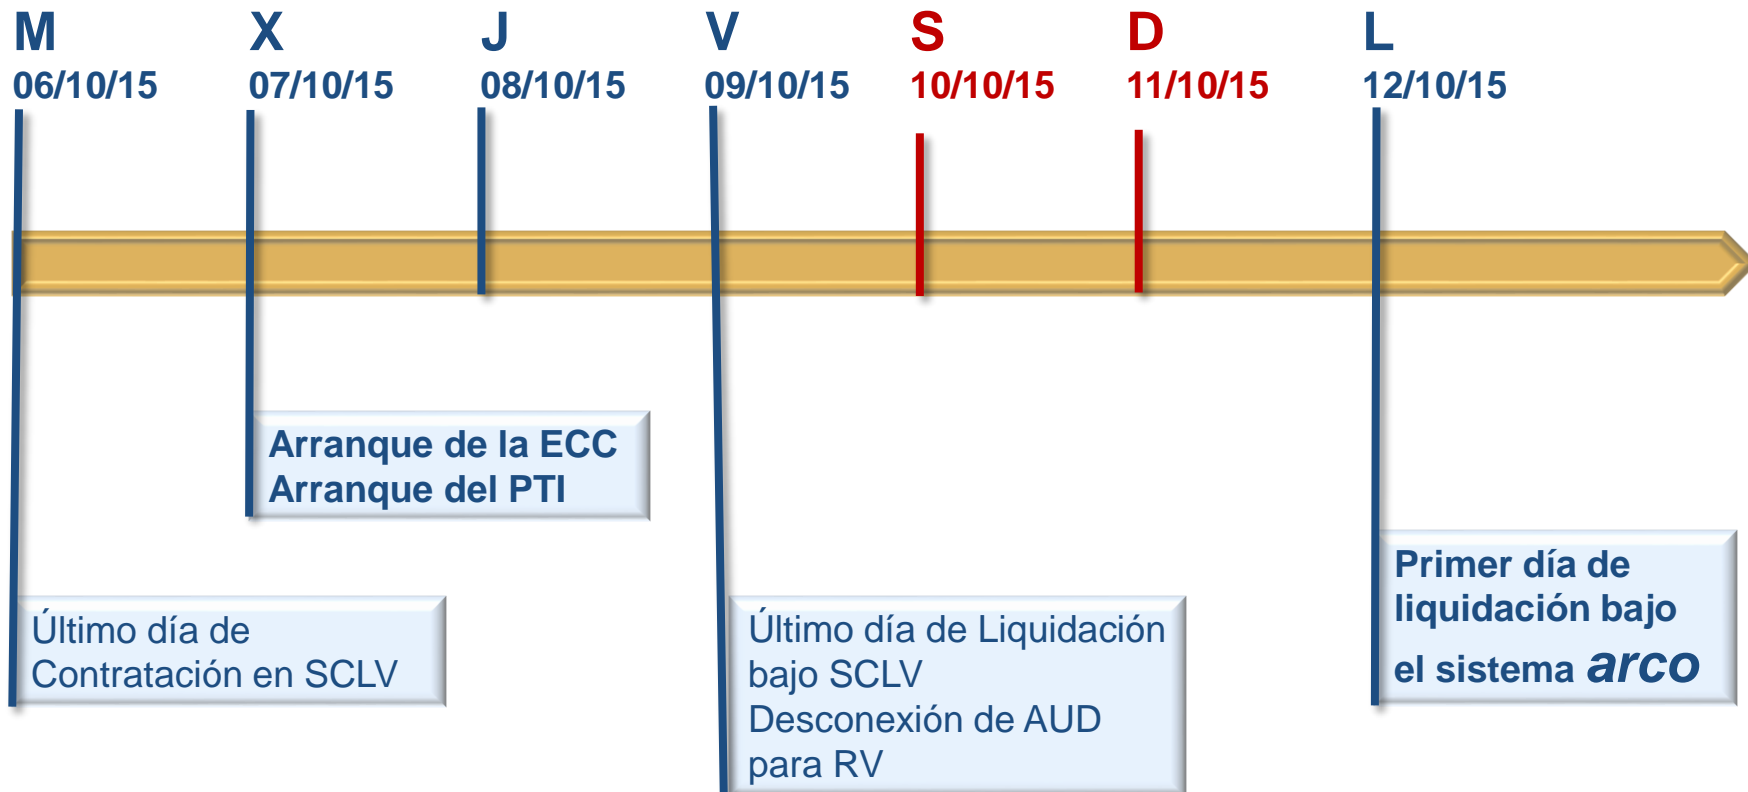 M X J V S D L
06/10/15 07/10/15 08/10/15 09/10/15 10/10/15 11/10/15 12/10/15
Arranque de la ECC
Arranque del PTI
Último día de
Contratación en SCLV
Último día de Liquidación
bajo SCLV
Desconexión de AUD
para RV
Primer día de
liquidación bajo
el sistema arco